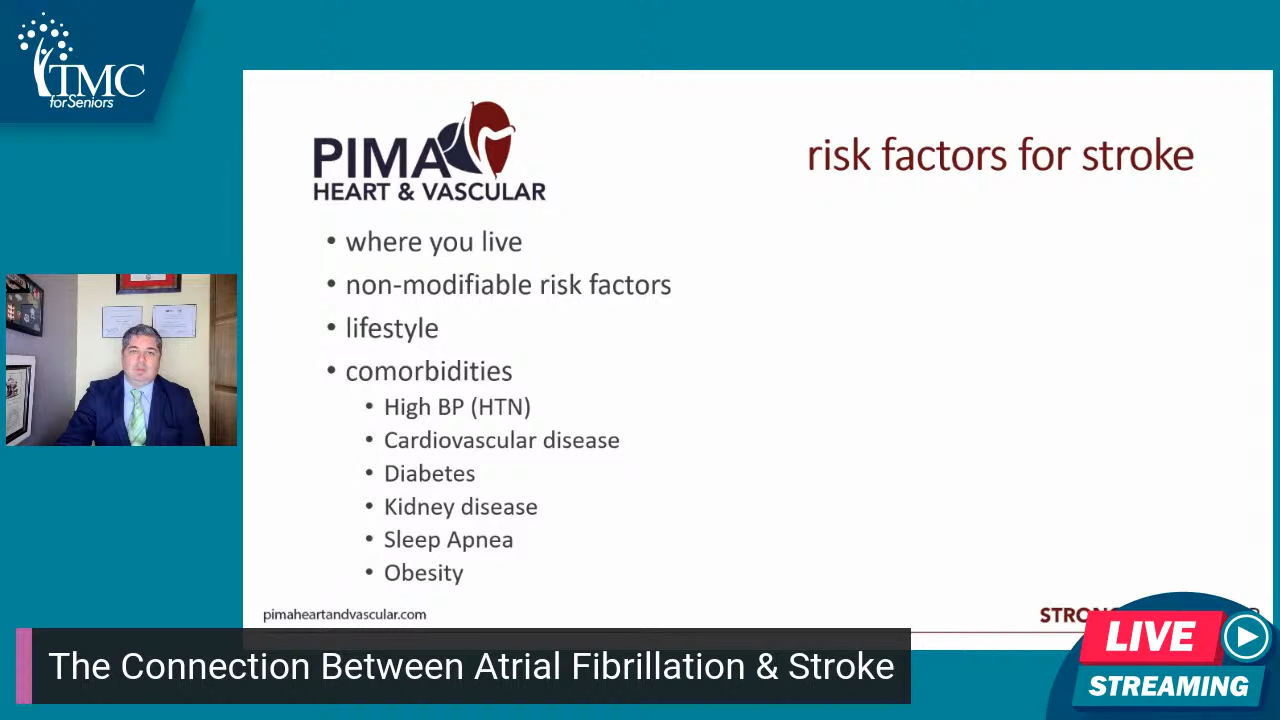 TMC
for Seniors
PIMA
HEART & VASCULAR
risk factors for stroke
• where you live
• non-modifiable risk factors
• lifestyle
• comorbidities
• High BP (HTN)
• Cardiovascular disease
• Diabetes
• Kidney disease
• Sleep Apnea
• Obesity
pimaheartandvascular.com
The Connection Between Atrial Fibrillation & Stroke
LIVE
STREAMING